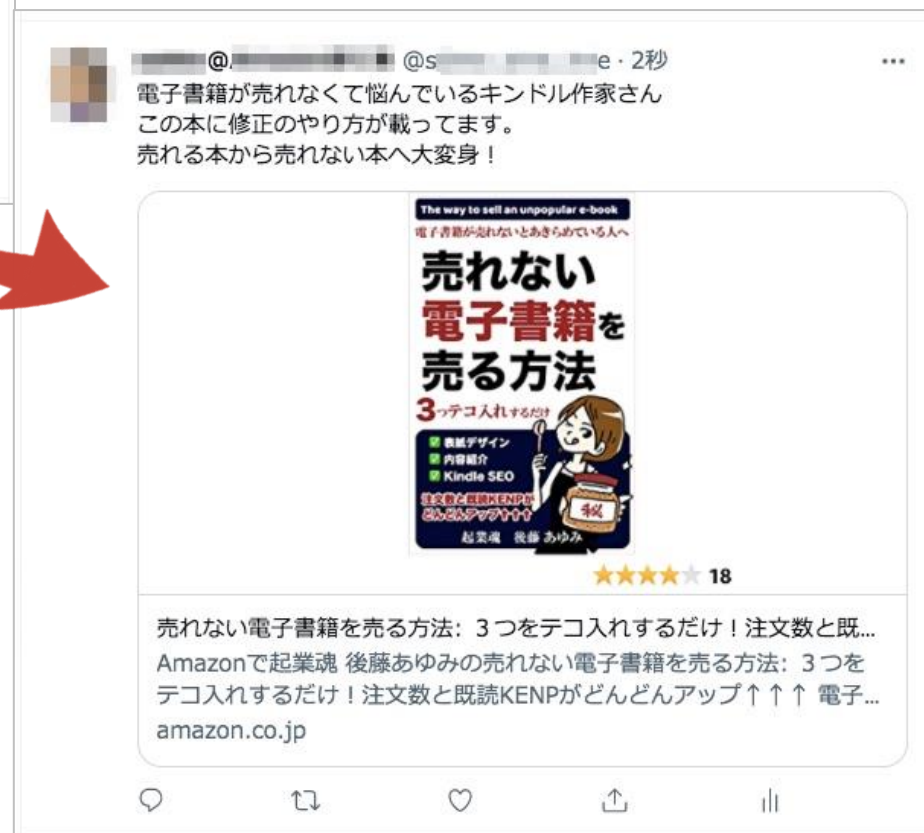 @ @s e · 2秒
電子書籍が売れなくて悩んでいるキンドル作家さん
この本に修正のやり方が載ってます。
売れる本から売れない本へ大変身！
The way to sell an unpopular e-book
電子書籍が売れないとあきらめている人へ
売れない
電子書籍を
売る方法
3つテコ入れするだけ
表紙デザイン
内容紹介
Kindle SEO
注文数と既読KENPが
どんどんアップ↑↑↑
㊙
起業魂 後藤 あゆみ
18
売れない電子書籍を売る方法: 3つをテコ入れするだけ！注文数と既...
Amazonで起業魂 後藤あゆみの売れない電子書籍を売る方法: 3つを
テコ入れするだけ！注文数と既読KENPがどんどんアップ↑↑↑ 電子...
amazon.co.jp